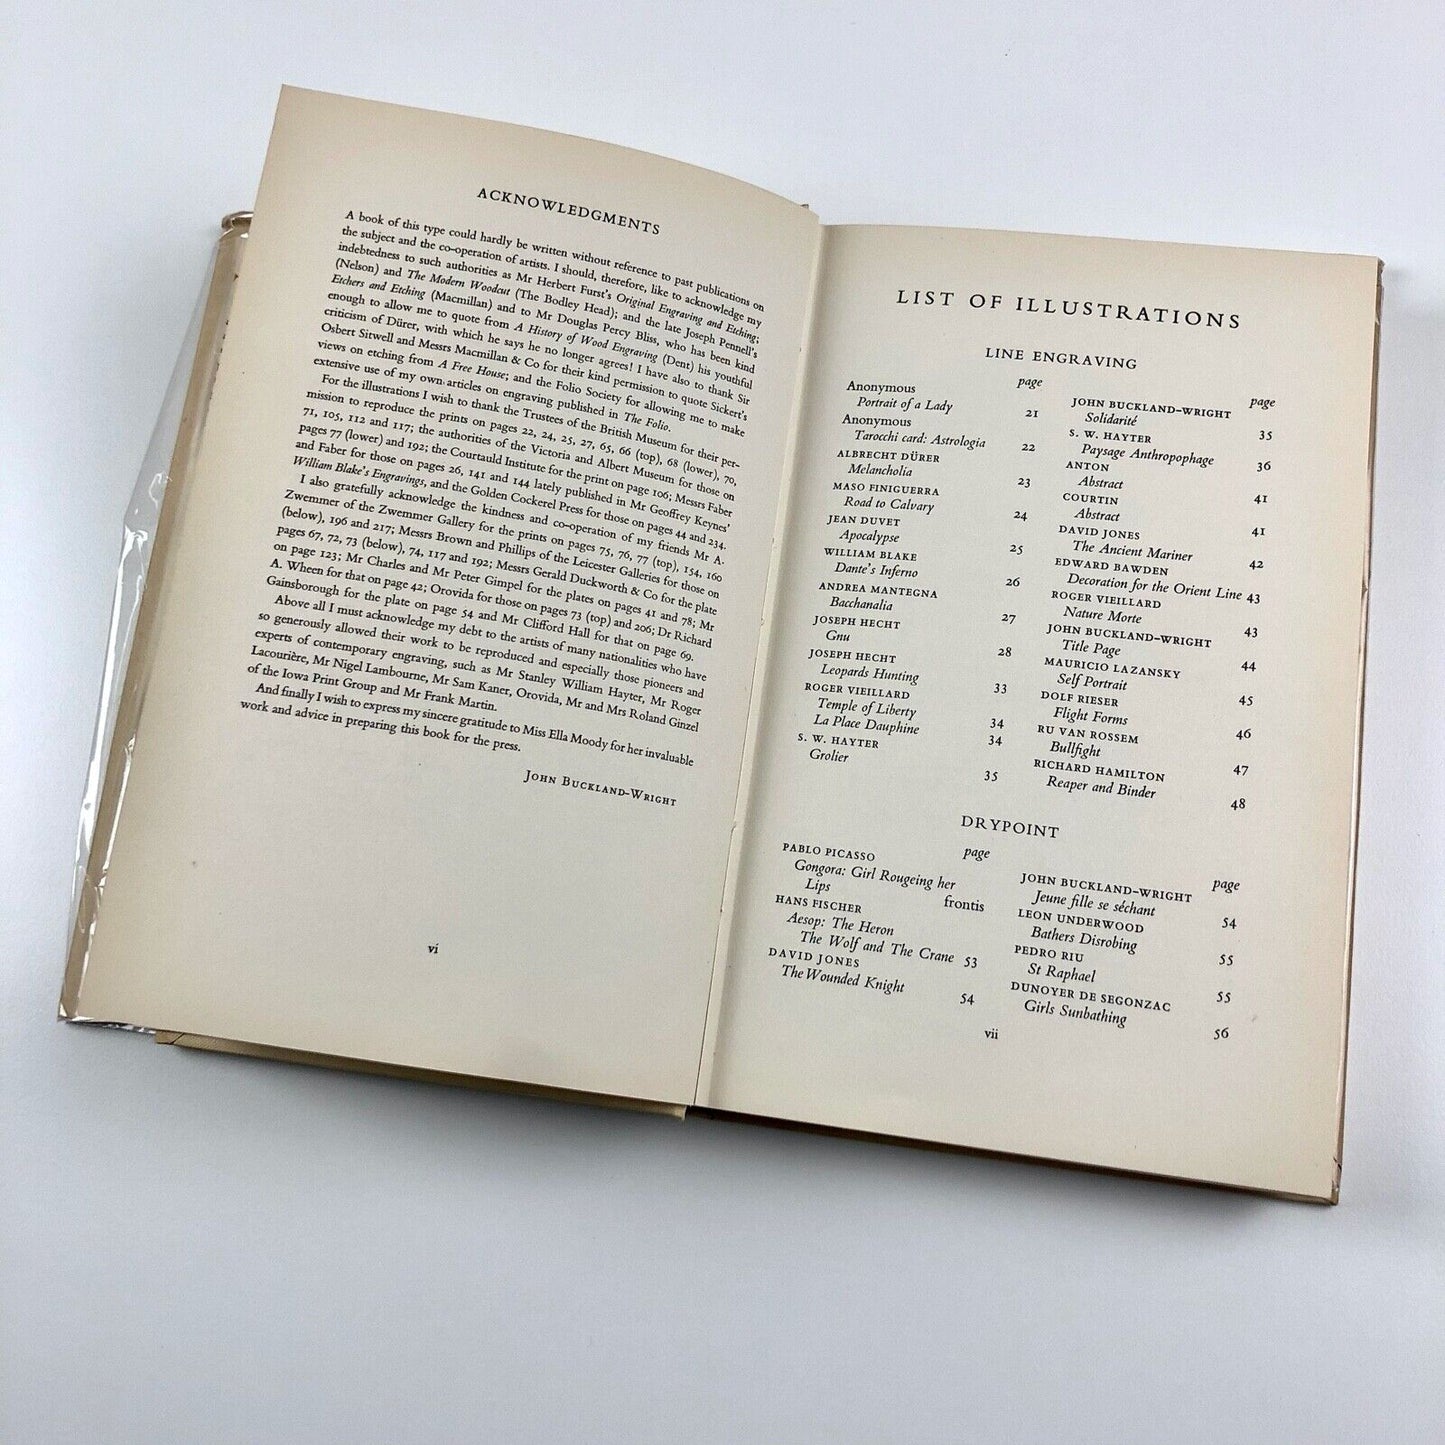 ACKNOWLEDGMENTS
A book of this type could hardly be written without reference to past publications on
the subject and the co-operation of artists. I should, therefore, like to acknowledge my
indebtedness to such authorities as Mr Herbert Furst's Original Engraving and Etching;
(Nelson) and The Modern Woodcut (The Bodley Head); and the late Joseph Pennell's
Etchers and Etching (Macmillan) and to Mr Douglas Percy Bliss, who has been kind
enough to allow me to quote from A History of Wood Engraving (Dent) his youthful
criticism of Dürer, with which he says he no longer agrees! I have also to thank Sir
Osbert Sitwell and Messrs Macmillan & Co for their kind permission to quote Sickert's
views on etching from A Free House; and the Folio Society for allowing me to make
extensive use of my own articles on engraving published in The Folio.
For the illustrations I wish to thank the Trustees of the British Museum for their per-
mission to reproduce the prints on pages 22, 24, 25, 27, 65, 66 (top), 68 (lower), 70,
71, 105, 112 and 117; the authorities of the Victoria and Albert Museum for those on
pages 77 (lower) and 192; the Courtauld Institute for the print on page 106; Messrs Faber
and Faber for those on pages 26, 141 and 144 lately published in Mr Geoffrey Keynes'
William Blake's Engravings, and the Golden Cockerel Press for those on pages 44 and 234.
I also gratefully acknowledge the kindness and co-operation of my friends Mr A.
Zwemmer of the Zwemmer Gallery for the prints on pages 75, 76, 77 (top), 154, 160
(below), 196 and 217; Messrs Brown and Phillips of the Leicester Galleries for those on
pages 67, 72, 73 (below), 74, 117 and 192; Messrs Gerald Duckworth & Co for the plate
on page 123; Mr Charles and Mr Peter Gimpel for the plates on pages 41 and 78; Mr
A. Wheen for that on page 42; Orovida for those on pages 73 (top) and 206; Dr Richard
Gainsborough for the plate on page 54 and Mr Clifford Hall for that on page 69.
Above all I must acknowledge my debt to the artists of many nationalities who have
so generously allowed their work to be reproduced and especially those pioneers and
experts of contemporary engraving, such as Mr Stanley William Hayter, Mr Roger
Lacourière, Mr Nigel Lambourne, Mr Sam Kaner, Orovida, Mr and Mrs Roland Ginzel
of the Iowa Print Group and Mr Frank Martin.
And finally I wish to express my sincere gratitude to Miss Ella Moody for her invaluable
work and advice in preparing this book for the press.
JOHN BUCKLAND-WRIGHT
vi
LIST OF ILLUSTRATIONS
LINE ENGRAVING
page
Anonymous
Portrait of a Lady 21
Anonymous
Tarocchi card: Astrologia 22
ALBRECHT DÜRER
Melancholia 23
MASO FINIGUERRA
Road to Calvary 24
JEAN DUVET
Apocalypse 25
WILLIAM BLAKE
Dante's Inferno 26
ANDREA MANTEGNA
Bacchanalia 27
JOSEPH HECHT
Gnu 28
JOSEPH HECHT
Leopards Hunting 33
ROGER VIEILLARD
Temple of Liberty 34
La Place Dauphine 34
S. W. HAYTER
Grolier 35
page
JOHN BUCKLAND-WRIGHT
Solidarité 35
S. W. HAYTER
Paysage Anthropophage 36
ANTON
Abstract 41
COURTIN
Abstract 41
DAVID JONES
The Ancient Mariner 42
EDWARD BAWDEN
Decoration for the Orient Line 43
ROGER VIEILLARD
Nature Morte 43
JOHN BUCKLAND-WRIGHT
Title Page 44
MAURICIO LAZANSKY
Self Portrait 45
DOLF RIESER
Flight Forms 46
RU VAN ROSSEM
Bullfight 47
RICHARD HAMILTON
Reaper and Binder 48
DRYPOINT
page
PABLO PICASSO
Gongora: Girl Rougeing her
Lips frontis
HANS FISCHER
Aesop: The Heron
The Wolf and The Crane 53
DAVID JONES
The Wounded Knight 54
page
JOHN BUCKLAND-WRIGHT
Jeune fille se séchant 54
LEON UNDERWOOD
Bathers Disrobing 55
PEDRO RIU
St Raphael 55
DUNOYER DE SEGONZAC
Girls Sunbathing 56
vii